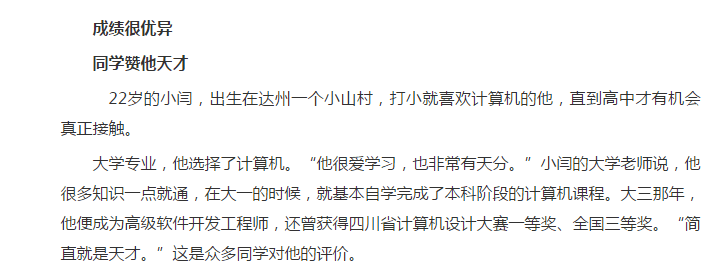 成绩很优异
同学赞他天才
22岁的小闫，出生在达州一个小山村，打小就喜欢计算机的他，直到高中才有机会
真正接触。
大学专业，他选择了计算机。“他很爱学习，也非常有天分。”小闫的大学老师说，他
很多知识一点就通，在大一的时候，就基本自学完成了本科阶段的计算机课程。大三那年，
他便成为高级软件开发工程师，还曾获得四川省计算机设计大赛一等奖、全国三等奖。“简
直就是天才。”这是众多同学对他的评价。